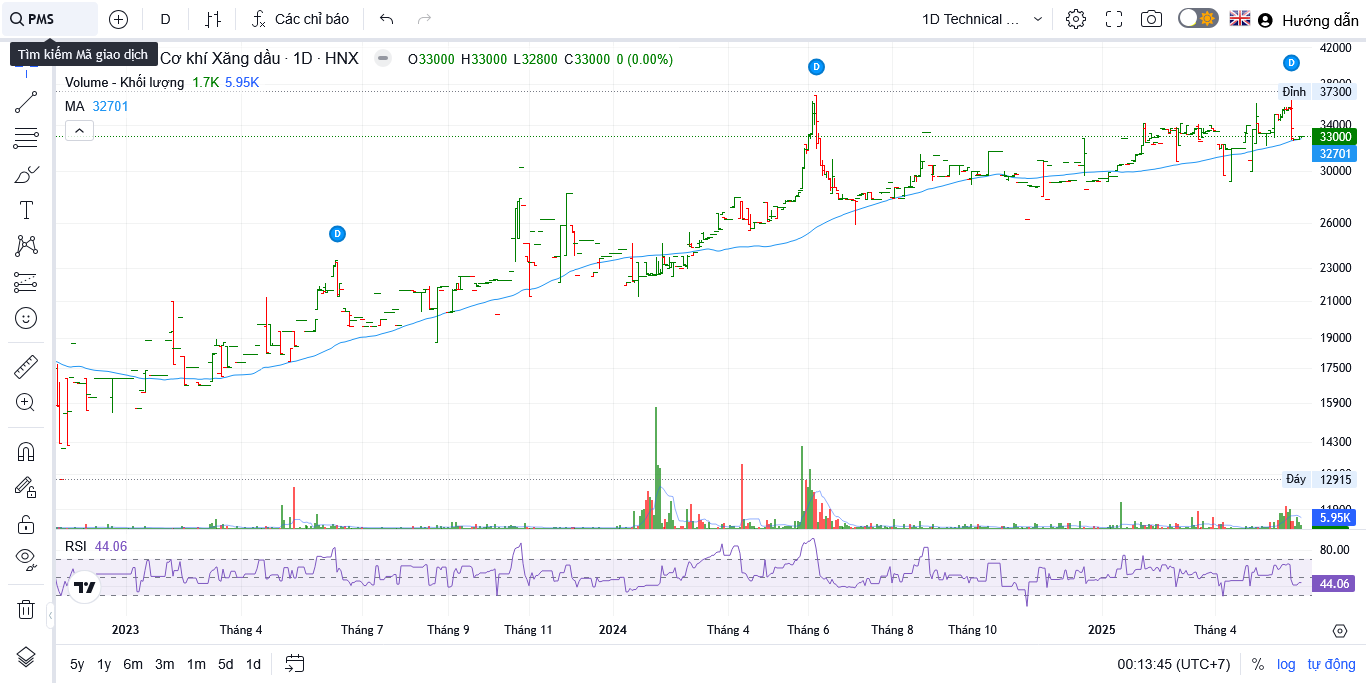 PMS D Các chỉ báo 1D Technical ... Hướng dẫn
Tìm kiếm Mã giao dịch Cơ khí Xăng dầu · 1D · HNX O33000 H33000 L32800 C33000 0 (0.00%)
Volume - Khối lượng 1.7K 5.95K
MA 32701
D
D
D
42000
Đỉnh 37300
34000
33000
32701
30000
26000
23000
21000
19000
17500
15900
14300
Đáy 12915
5.95K
RSI 44.06
80.00
44.06
2023 Tháng 4 Tháng 7 Tháng 9 Tháng 11 2024 Tháng 4 Tháng 6 Tháng 8 Tháng 10 2025 Tháng 4
5y 1y 6m 3m 1m 5d 1d 00:13:45 (UTC+7) % log tự động